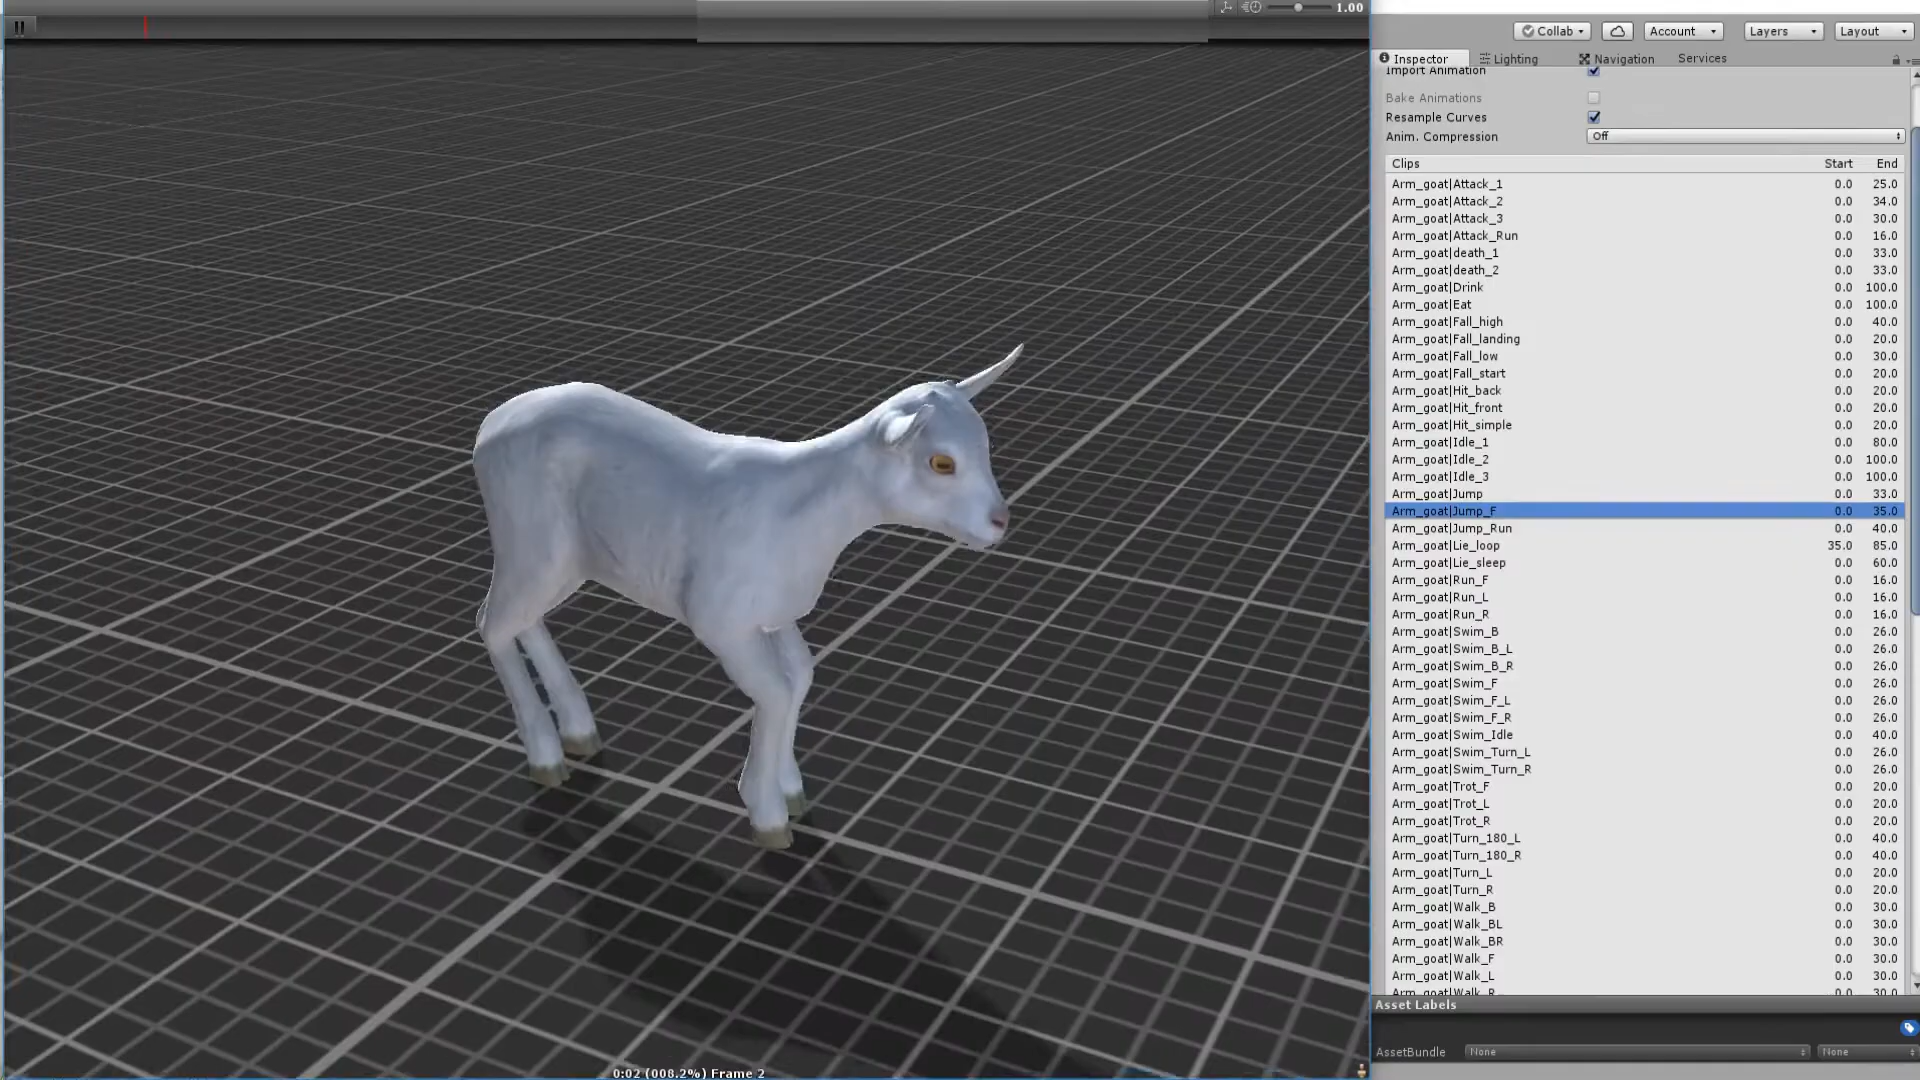 1.00
Collab
Account
Layers
Layout
Inspector Lighting Navigation Services
Import Animation
Bake Animations
Resample Curves
Anim. Compression Off
Clips Start End
Arm_goat|Attack_1 0.0 25.0
Arm_goat|Attack_2 0.0 34.0
Arm_goat|Attack_3 0.0 30.0
Arm_goat|Attack_Run 0.0 16.0
Arm_goat|death_1 0.0 33.0
Arm_goat|death_2 0.0 33.0
Arm_goat|Drink 0.0 100.0
Arm_goat|Eat 0.0 100.0
Arm_goat|Fall_high 0.0 40.0
Arm_goat|Fall_landing 0.0 20.0
Arm_goat|Fall_low 0.0 30.0
Arm_goat|Fall_start 0.0 20.0
Arm_goat|Hit_back 0.0 20.0
Arm_goat|Hit_front 0.0 20.0
Arm_goat|Hit_simple 0.0 20.0
Arm_goat|Idle_1 0.0 80.0
Arm_goat|Idle_2 0.0 100.0
Arm_goat|Idle_3 0.0 100.0
Arm_goat|Jump 0.0 33.0
Arm_goat|Jump_F 0.0 35.0
Arm_goat|Jump_Run 0.0 40.0
Arm_goat|Lie_loop 35.0 85.0
Arm_goat|Lie_sleep 0.0 60.0
Arm_goat|Run_F 0.0 16.0
Arm_goat|Run_L 0.0 16.0
Arm_goat|Run_R 0.0 16.0
Arm_goat|Swim_B 0.0 26.0
Arm_goat|Swim_B_L 0.0 26.0
Arm_goat|Swim_B_R 0.0 26.0
Arm_goat|Swim_F 0.0 26.0
Arm_goat|Swim_F_L 0.0 26.0
Arm_goat|Swim_F_R 0.0 26.0
Arm_goat|Swim_Idle 0.0 40.0
Arm_goat|Swim_Turn_L 0.0 26.0
Arm_goat|Swim_Turn_R 0.0 26.0
Arm_goat|Trot_F 0.0 20.0
Arm_goat|Trot_L 0.0 20.0
Arm_goat|Trot_R 0.0 20.0
Arm_goat|Turn_180_L 0.0 40.0
Arm_goat|Turn_180_R 0.0 40.0
Arm_goat|Turn_L 0.0 20.0
Arm_goat|Turn_R 0.0 20.0
Arm_goat|Walk_B 0.0 30.0
Arm_goat|Walk_BL 0.0 30.0
Arm_goat|Walk_BR 0.0 30.0
Arm_goat|Walk_F 0.0 30.0
Arm_goat|Walk_L 0.0 30.0
Arm_goat|Walk_R 0.0 30.0
Asset Labels
AssetBundle None None
0:02 (008.2%) Frame 2